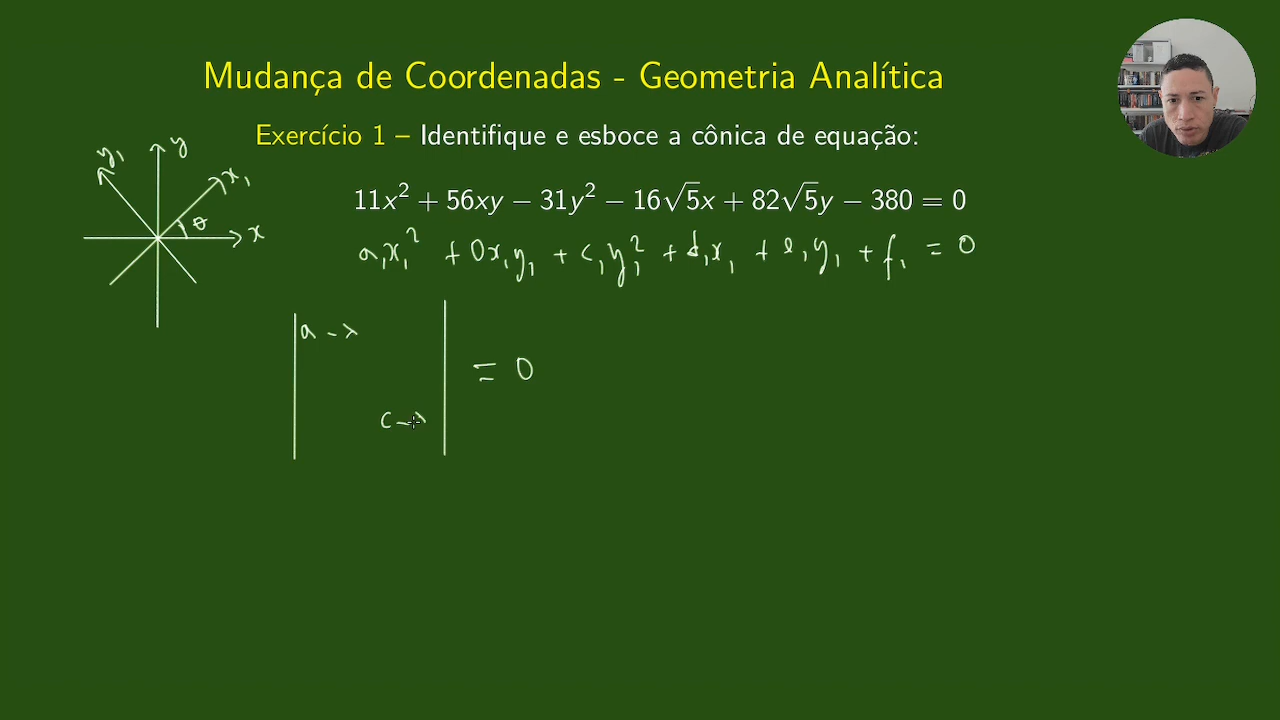 Mudança de Coordenadas - Geometria Analítica
Exercício 1 – Identifique e esboce a cônica de equação:
11x² + 56xy − 31y² − 16√5x + 82√5y − 380 = 0
a₁x₁² + 0x₁y₁ + c₁y₁² + d₁x₁ + e₁y₁ + f₁ = 0
y₁ y x₁
θ x
a − λ
= 0
c − λ